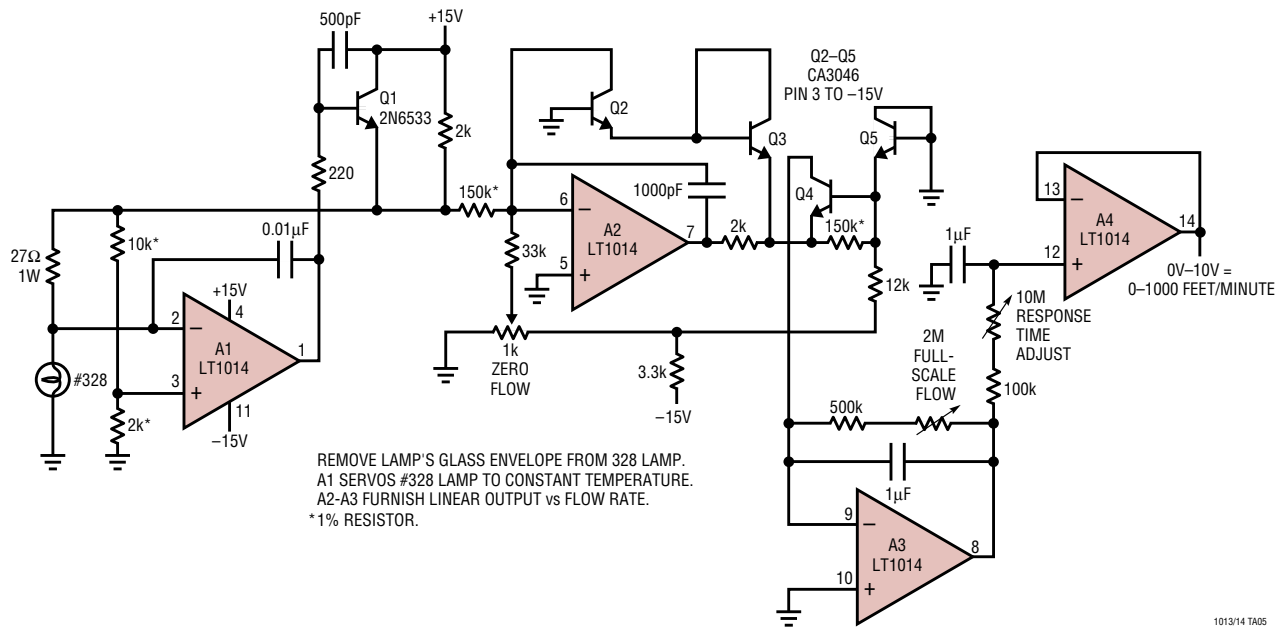 500pF
+15V
Q1
2N6533
2k
220
150k*
10k*
0.01µF
27Ω
1W
+15V
4
2
–
A1
LT1014
1
3
+
11
–15V
#328
2k*
Q2
Q3
Q2–Q5
CA3046
PIN 3 TO –15V
Q5
Q4
1000pF
6
–
A2
LT1014
7
5
+
33k
2k
150k*
12k
1k
ZERO
FLOW
3.3k
–15V
1µF
13
–
A4
LT1014
14
12
+
0V–10V =
0–1000 FEET/MINUTE
10M
RESPONSE
TIME
ADJUST
2M
FULL-
SCALE
FLOW
100k
500k
1µF
9
–
A3
LT1014
8
10
+
REMOVE LAMP'S GLASS ENVELOPE FROM 328 LAMP.
A1 SERVOS #328 LAMP TO CONSTANT TEMPERATURE.
A2-A3 FURNISH LINEAR OUTPUT vs FLOW RATE.
*1% RESISTOR.
1013/14 TA05